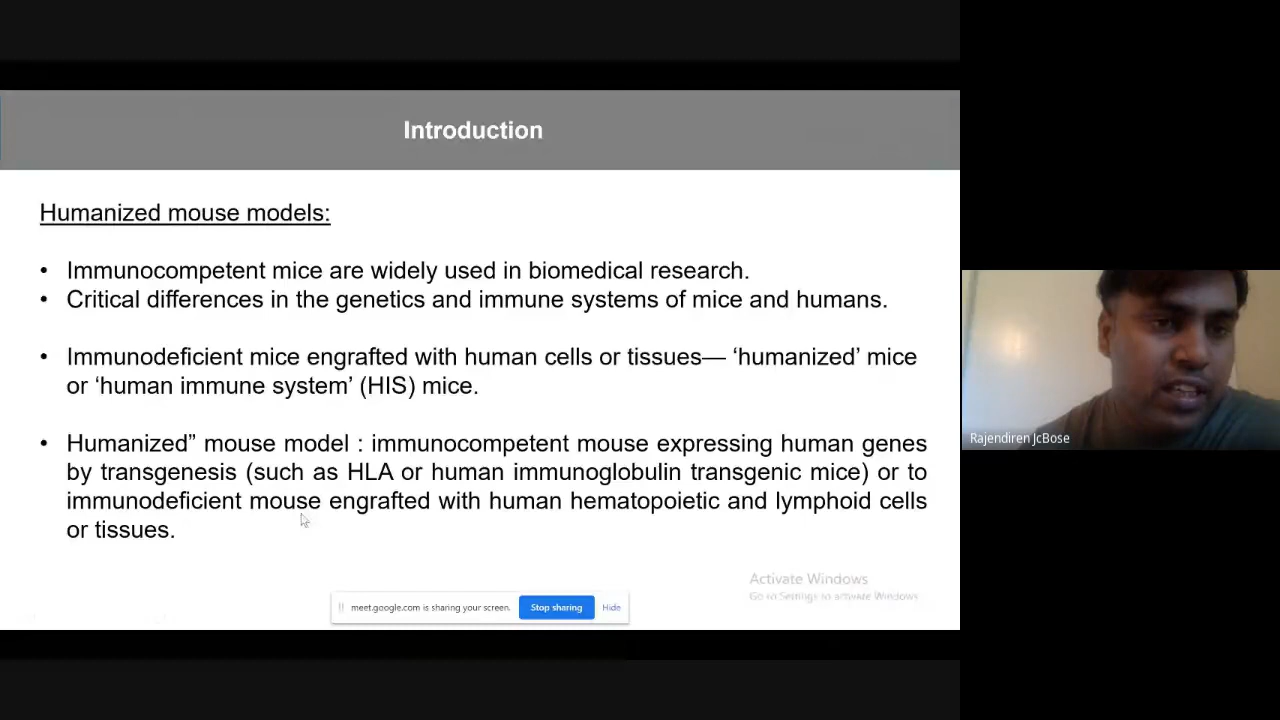 Introduction
Humanized mouse models:
• Immunocompetent mice are widely used in biomedical research.
• Critical differences in the genetics and immune systems of mice and humans.
• Immunodeficient mice engrafted with human cells or tissues— ‘humanized’ mice
or ‘human immune system’ (HIS) mice.
• Humanized” mouse model : immunocompetent mouse expressing human genes
by transgenesis (such as HLA or human immunoglobulin transgenic mice) or to
immunodeficient mouse engrafted with human hematopoietic and lymphoid cells
or tissues.
Rajendiren JcBose
Activate Windows
Go to Settings to activate Windows.
meet.google.com is sharing your screen. Stop sharing Hide